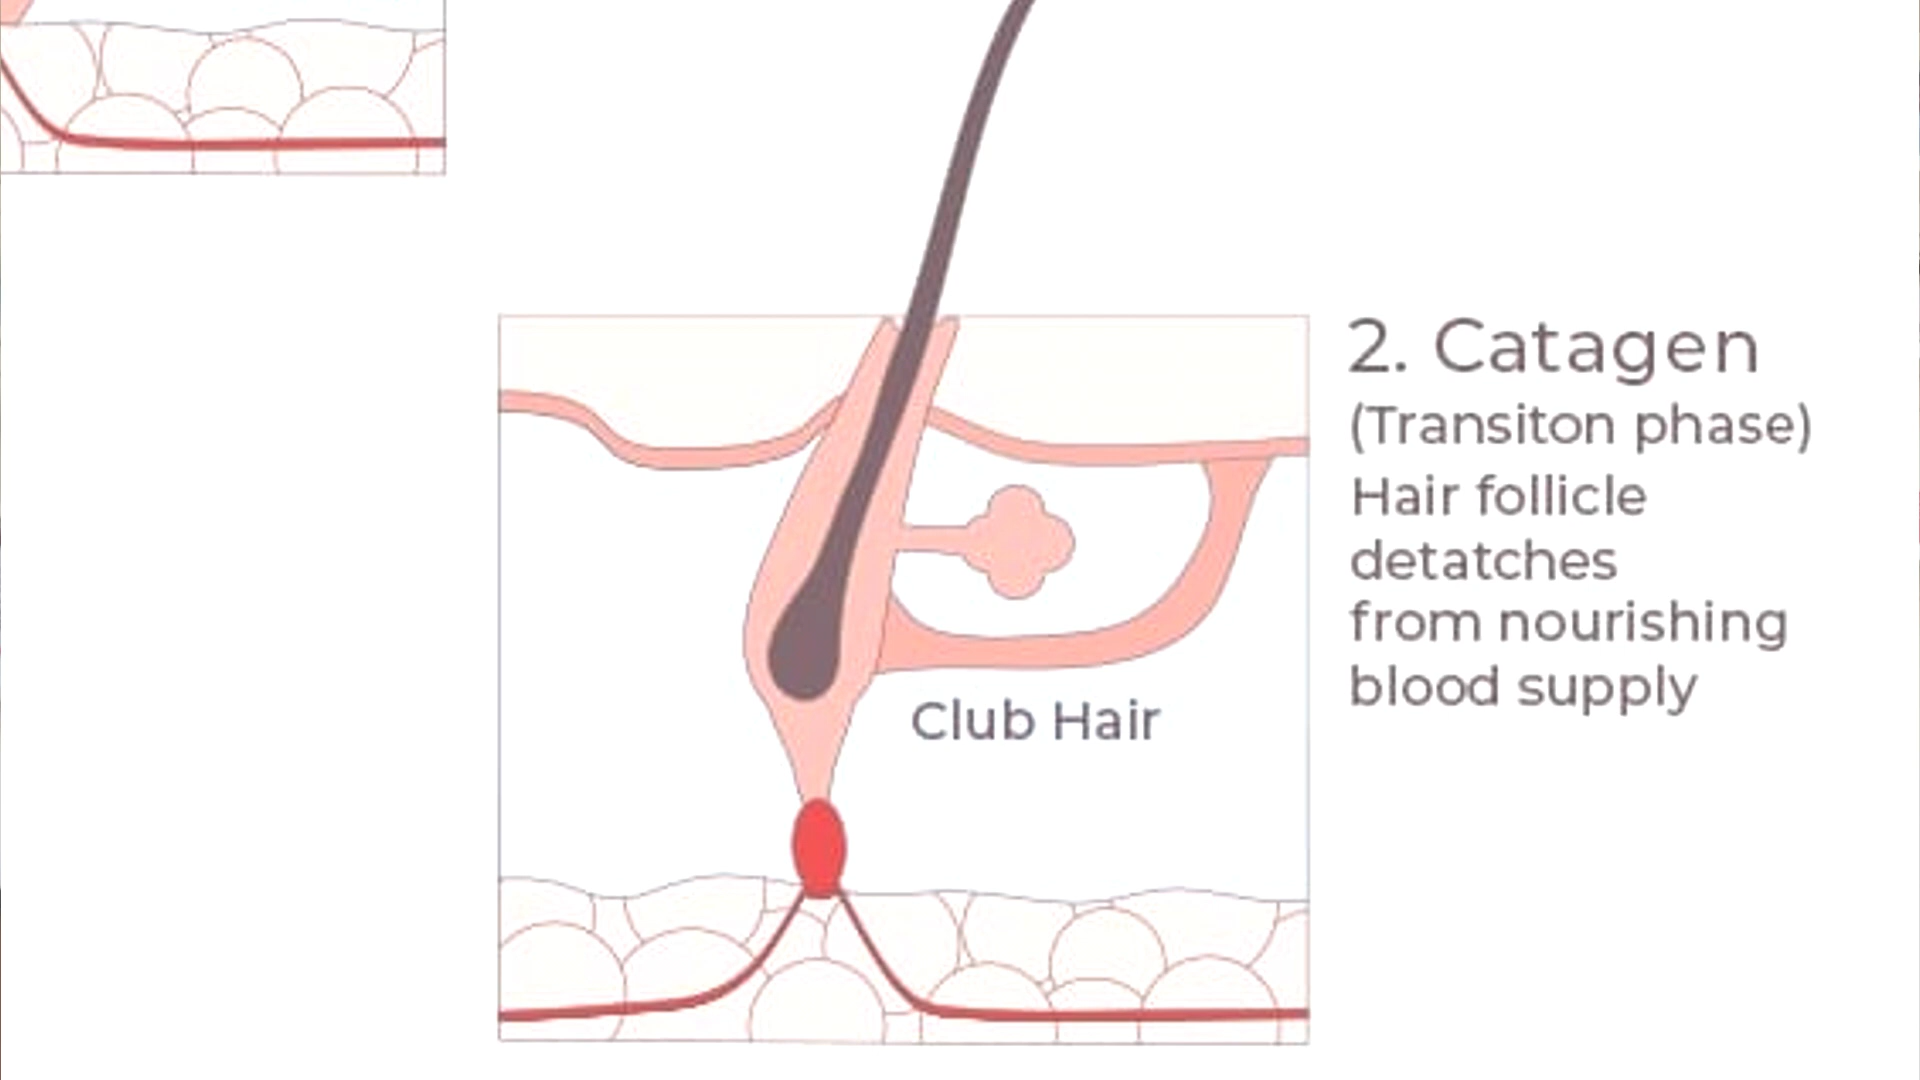 2. Catagen
(Transiton phase)
Hair follicle
detatches
from nourishing
blood supply
Club Hair